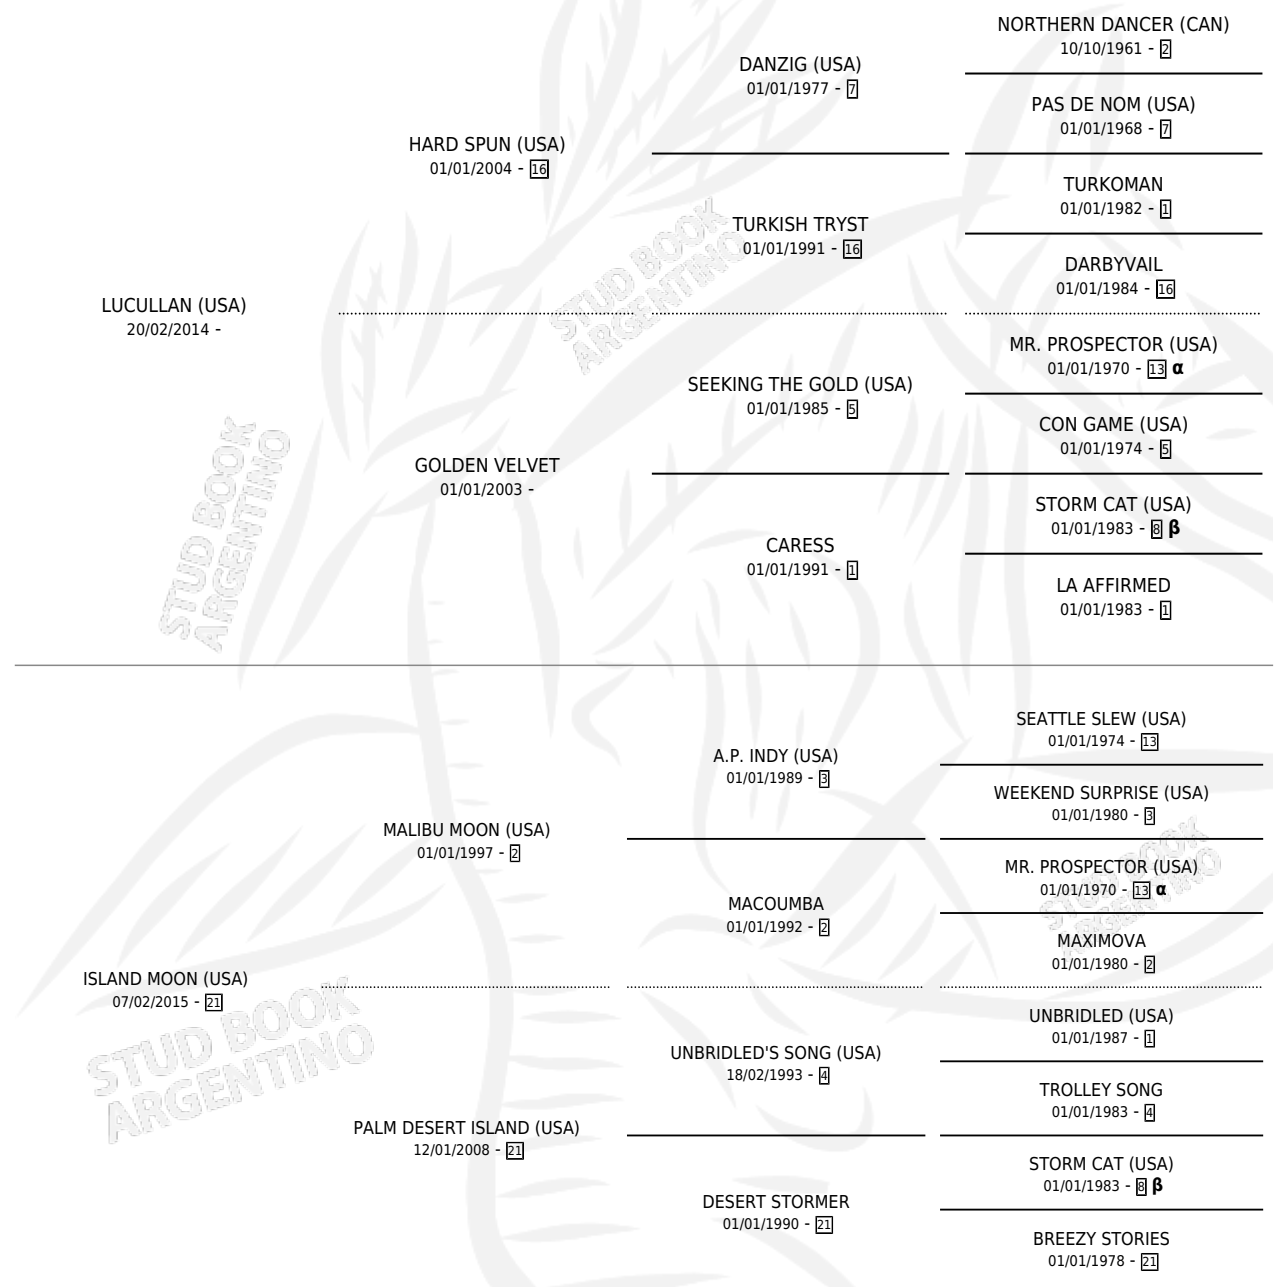 NORTHERN DANCER (CAN)
10/10/1961 - 2
DANZIG (USA)
01/01/1977 - 7
PAS DE NOM (USA)
01/01/1968 - 7
HARD SPUN (USA)
01/01/2004 - 16
TURKOMAN
01/01/1982 - 1
TURKISH TRYST
01/01/1991 - 16
DARBYVAIL
01/01/1984 - 16
LUCULLAN (USA)
20/02/2014 -
MR. PROSPECTOR (USA)
01/01/1970 - 13 α
SEEKING THE GOLD (USA)
01/01/1985 - 5
CON GAME (USA)
01/01/1974 - 5
GOLDEN VELVET
01/01/2003 -
STORM CAT (USA)
01/01/1983 - 8 β
CARESS
01/01/1991 - 1
LA AFFIRMED
01/01/1983 - 1
SEATTLE SLEW (USA)
01/01/1974 - 13
A.P. INDY (USA)
01/01/1989 - 3
WEEKEND SURPRISE (USA)
01/01/1980 - 3
MALIBU MOON (USA)
01/01/1997 - 2
MR. PROSPECTOR (USA)
01/01/1970 - 13 α
MACOUMBA
01/01/1992 - 2
MAXIMOVA
01/01/1980 - 2
ISLAND MOON (USA)
07/02/2015 - 21
UNBRIDLED (USA)
01/01/1987 - 1
UNBRIDLED'S SONG (USA)
18/02/1993 - 4
TROLLEY SONG
01/01/1983 - 4
PALM DESERT ISLAND (USA)
12/01/2008 - 21
STORM CAT (USA)
01/01/1983 - 8 β
DESERT STORMER
01/01/1990 - 21
BREEZY STORIES
01/01/1978 - 21
STUD BOOK
ARGENTINO
STUD BOOK
ARGENTINO
STUD BOOK
ARGENTINO
STUD BOOK
ARGENTINO